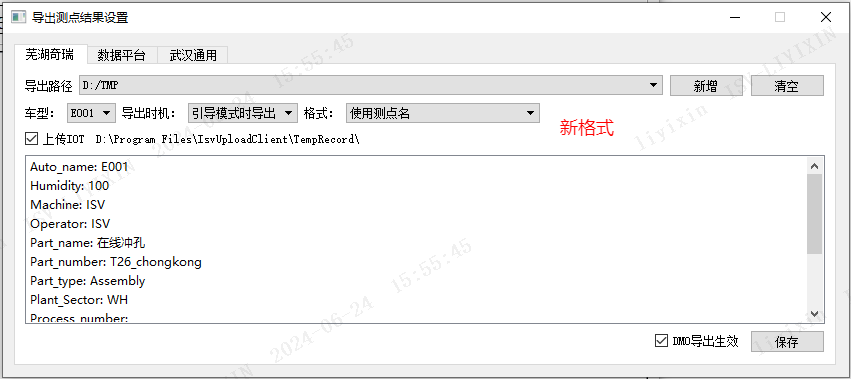 导出测点结果设置
芜湖奇瑞 数据平台 武汉通用
导出路径 D:/TMP 新增 清空
车型: E001 导出时机: 引导模式时导出 格式: 使用测点名
新格式
上传IOT D:\Program Files\IsvUploadClient\TempRecord\
Auto_name: E001
Humidity: 100
Machine: ISV
Operator: ISV
Part_name: 在线冲孔
Part_number: T26_chongkong
Part_type: Assembly
Plant_Sector: WH
Process_number:
DMO导出生效 保存
15:55:45
liyixin ISV-LIYIXIN
2024-06-24 15:55:45